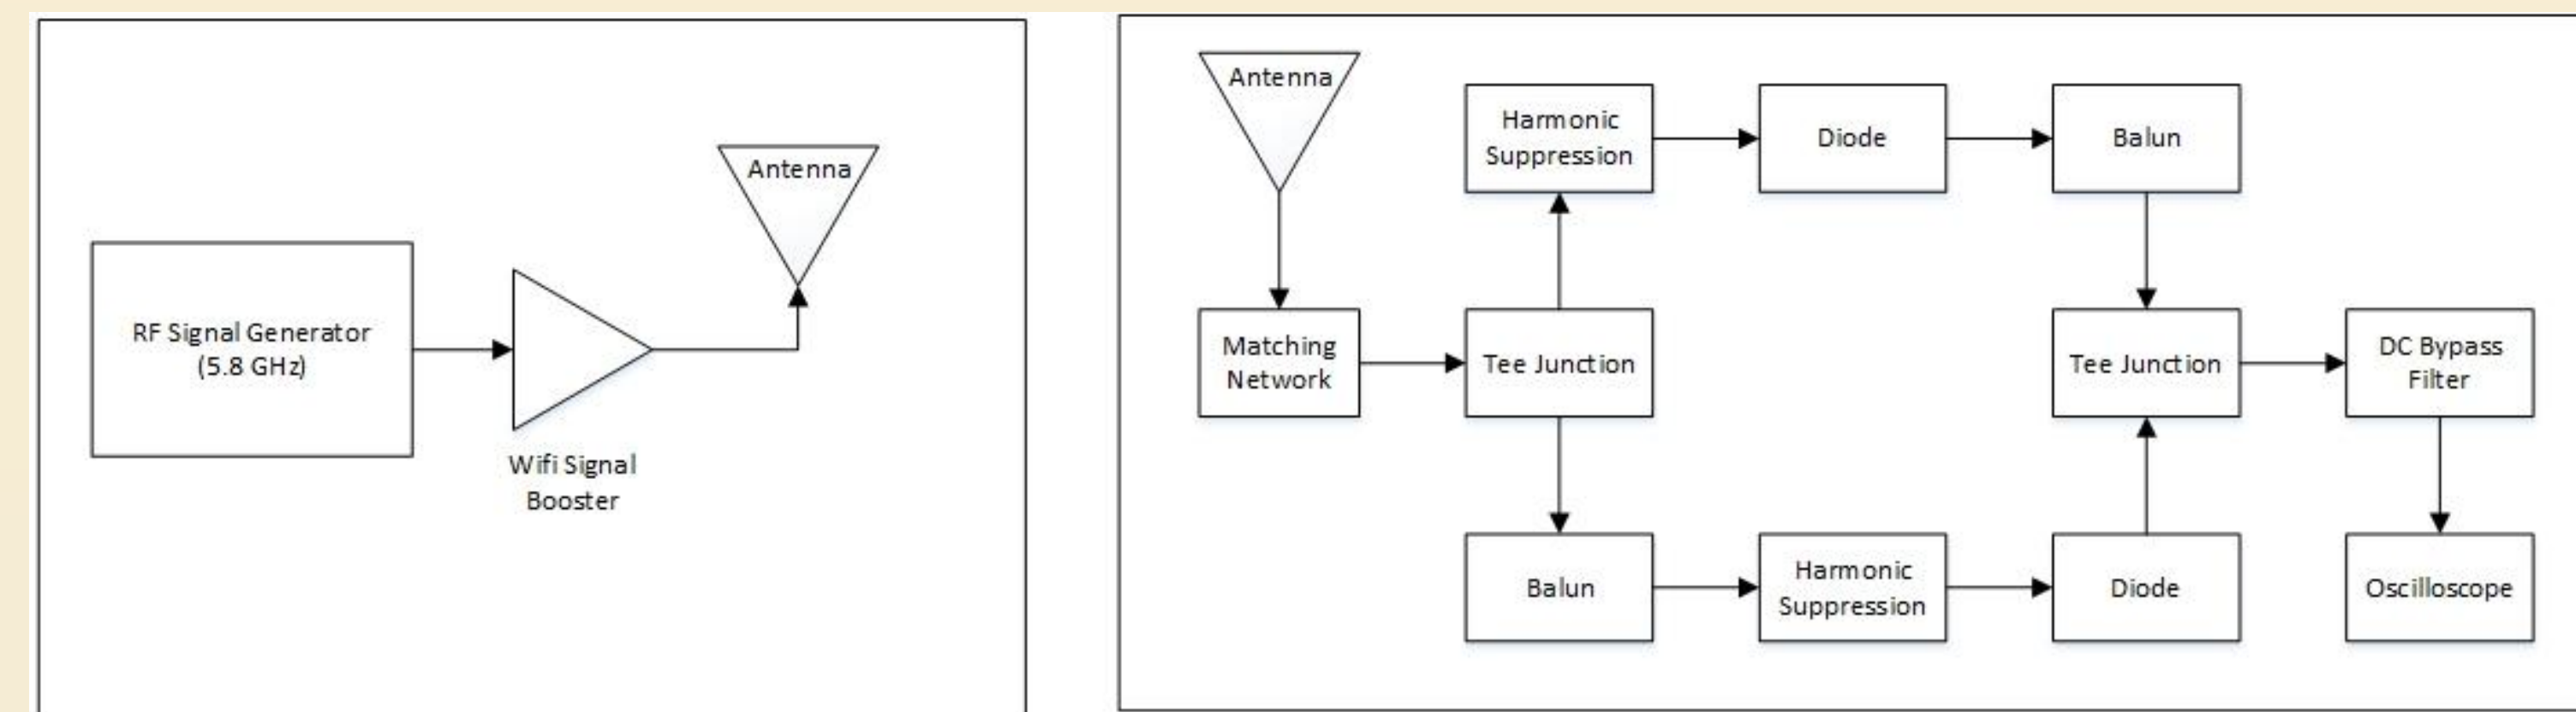 RF Signal Generator
(5.8 GHz)
Wifi Signal
Booster
Antenna
Antenna
Matching
Network
Tee Junction
Harmonic
Suppression
Diode
Balun
Balun
Harmonic
Suppression
Diode
Tee Junction
DC Bypass
Filter
Oscilloscope